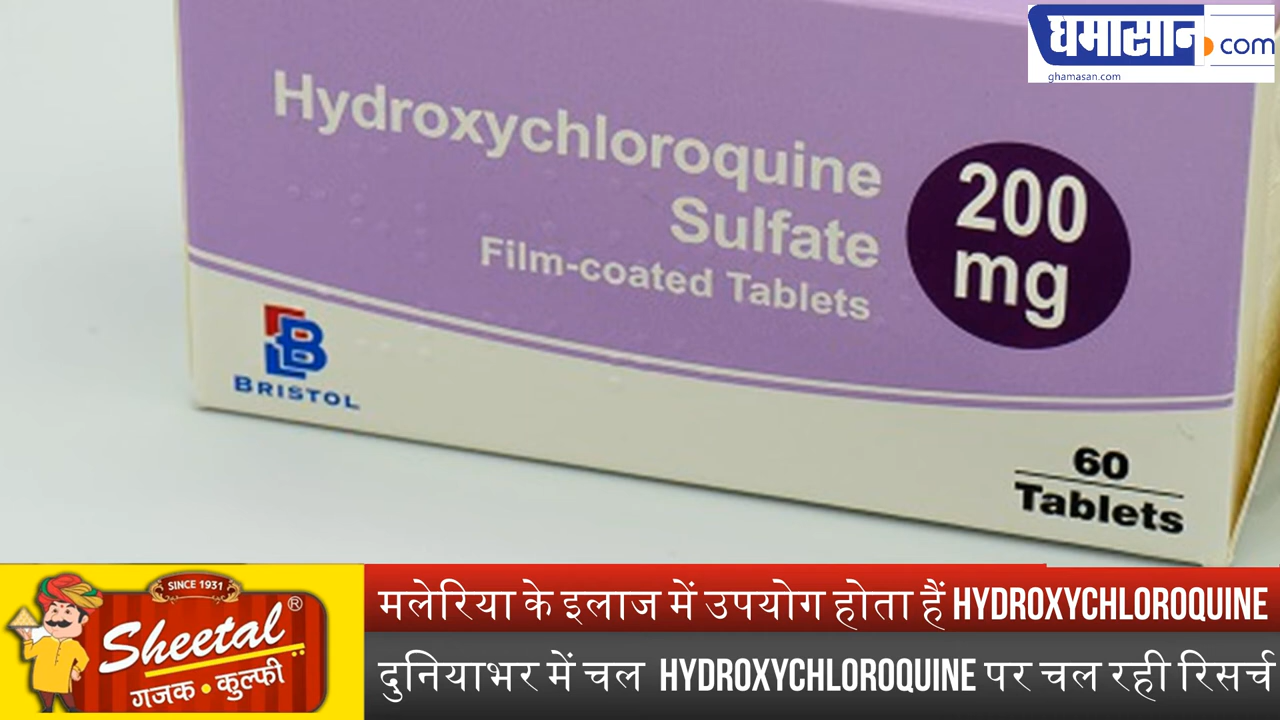 घमासान.com
ghamasan.com
Hydroxychloroquine
Sulfate
Film-coated Tablets
200
mg
BRISTOL
60
Tablets
SINCE 1931
Sheetal®
गजक • कुल्फी
मलेरिया के इलाज में उपयोग होता हैं HYDROXYCHLOROQUINE
दुनियाभर में चल HYDROXYCHLOROQUINE पर चल रही रिसर्च